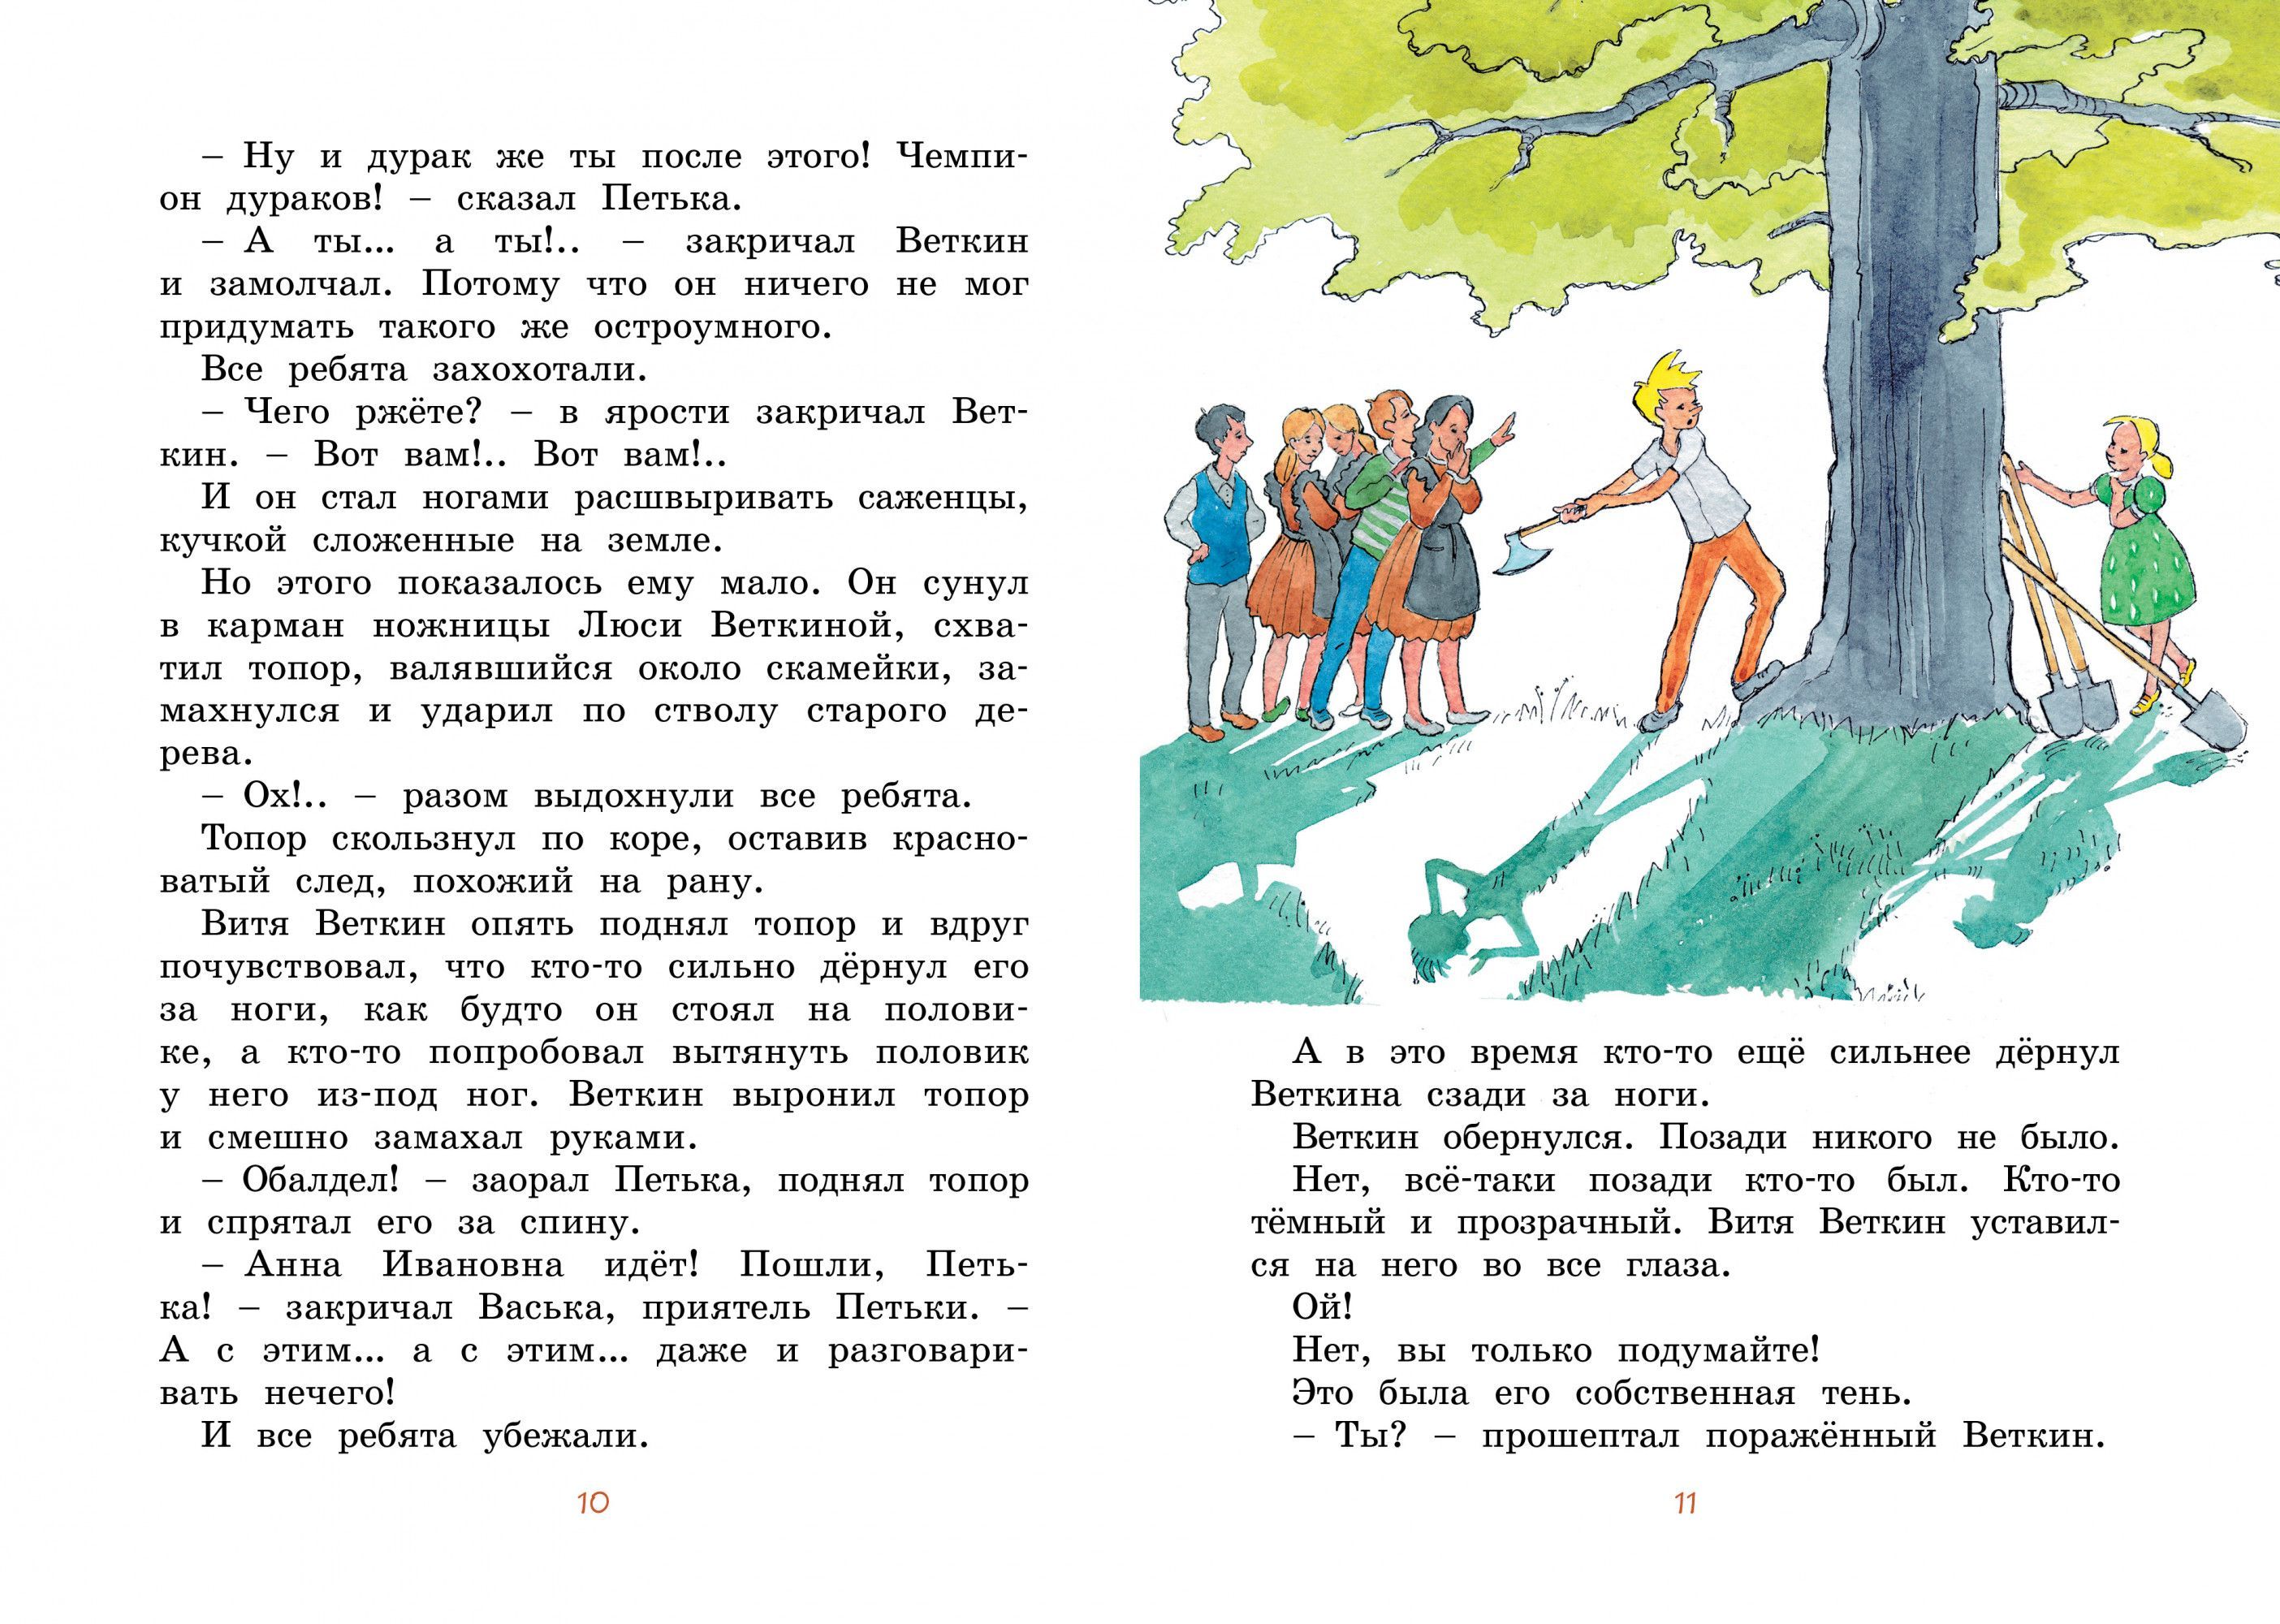 – Ну и дурак же ты после этого! Чемпи-
он дураков! – сказал Петька.
– А ты... а ты!.. – закричал Веткин
и замолчал. Потому что он ничего не мог
придумать такого же остроумного.
Все ребята захохотали.
– Чего ржёте? – в ярости закричал Вет-
кин. – Вот вам!.. Вот вам!..
И он стал ногами расшвыривать саженцы,
кучкой сложенные на земле.
Но этого показалось ему мало. Он сунул
в карман ножницы Люси Веткиной, схва-
тил топор, валявшийся около скамейки, за-
махнулся и ударил по стволу старого де-
рева.
– Ох!.. – разом выдохнули все ребята.
Топор скользнул по коре, оставив красно-
ватый след, похожий на рану.
Витя Веткин опять поднял топор и вдруг
почувствовал, что кто-то сильно дёрнул его
за ноги, как будто он стоял на полови-
ке, а кто-то попробовал вытянуть половик
у него из-под ног. Веткин выронил топор
и смешно замахал руками.
– Обалдел! – заорал Петька, поднял топор
и спрятал его за спину.
– Анна Ивановна идёт! Пошли, Петь-
ка! – закричал Васька, приятель Петьки. –
А с этим... а с этим... даже и разговари-
вать нечего!
И все ребята убежали.
10
А в это время кто-то ещё сильнее дёрнул
Веткина сзади за ноги.
Веткин обернулся. Позади никого не было.
Нет, всё-таки позади кто-то был. Кто-то
тёмный и прозрачный. Витя Веткин уставил-
ся на него во все глаза.
Ой!
Нет, вы только подумайте!
Это была его собственная тень.
– Ты? – прошептал поражённый Веткин.
11